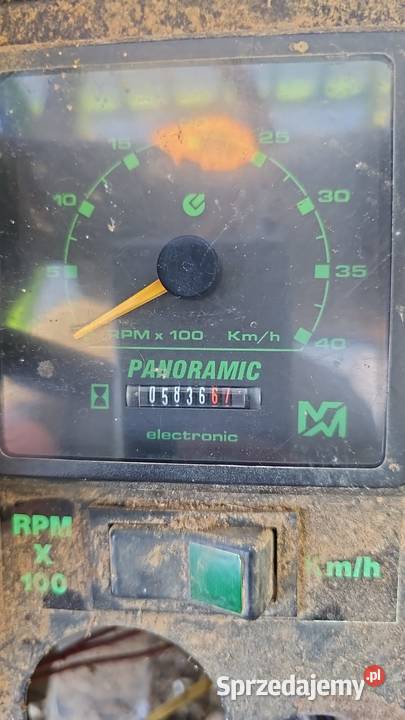 15
25
10
30
5
35
RPM x 100 Km/h
40
PANORAMIC
0583667
electronic
RPM
X
100
Km/h
Sprzedajemy.pl